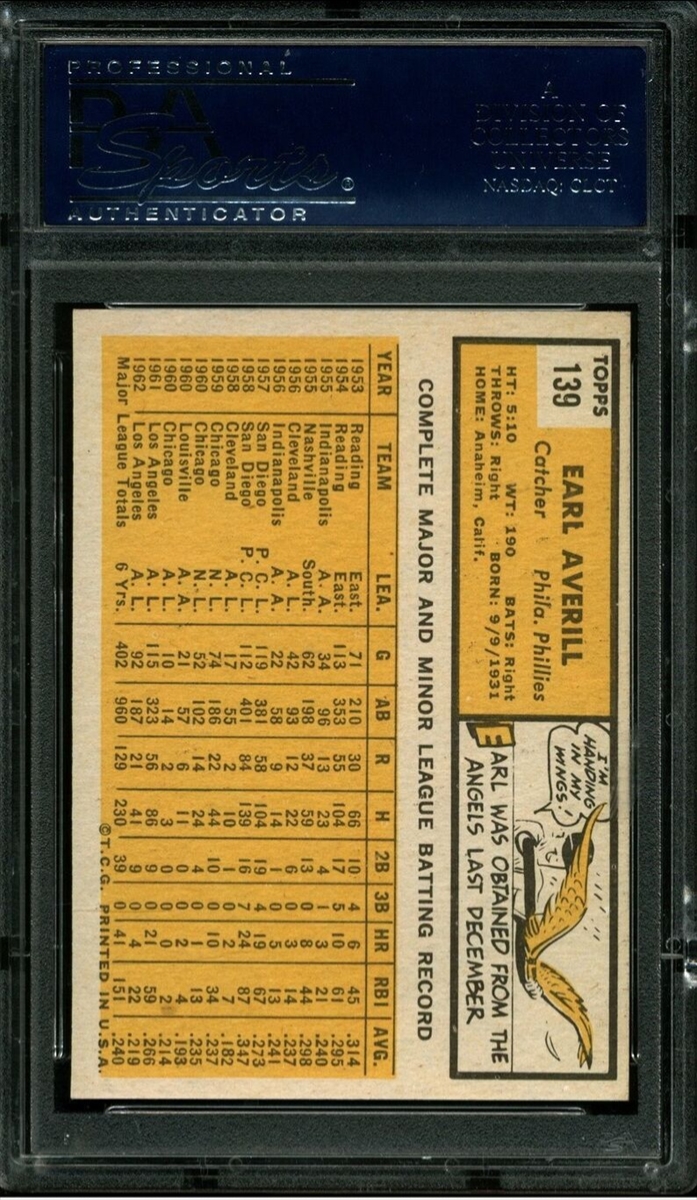 PROFESSIONAL
PSA
Sports®
AUTHENTICATOR
A
DIVISION OF
COLLECTORS
UNIVERSE
NASDAQ: CLCT
TOPPS
139
EARL AVERILL
Catcher Phila. Phillies
HT: 5:10 WT: 190 BATS: Right
THROWS: Right BORN: 9/9/1931
HOME: Anaheim, Calif.
I'M
HANDING
IN MY
WINGS!
EARL WAS OBTAINED FROM THE
ANGELS LAST DECEMBER
COMPLETE MAJOR AND MINOR LEAGUE BATTING RECORD
YEAR TEAM LEA. G AB R H 2B 3B HR RBI AVG.
1953 Reading East. 71 210 30 66 10 4 6 45 .314
1954 Reading East. 113 353 55 104 17 5 10 61 .295
1955 Indianapolis A. A. 34 96 13 23 4 1 3 21 .240
1955 Nashville South. 62 198 37 59 13 0 8 44 .298
1956 Cleveland A. L. 42 93 12 22 6 0 3 14 .237
1956 Indianapolis A. A. 22 58 9 14 1 0 5 13 .241
1957 San Diego P. C. L. 119 381 58 104 19 4 19 67 .273
1958 San Diego P. C. L. 112 401 84 139 16 7 24 87 .347
1958 Cleveland A. L. 17 55 2 10 1 0 2 7 .182
1959 Chicago N. L. 74 186 22 44 10 0 10 34 .237
1960 Chicago N. L. 52 102 14 24 4 0 1 13 .235
1960 Louisville A. A. 21 57 6 11 0 0 2 4 .193
1960 Chicago A. L. 10 14 2 3 0 0 0 2 .214
1961 Los Angeles A. L. 115 323 56 86 9 0 21 59 .266
1962 Los Angeles A. L. 92 187 21 41 9 0 4 22 .219
Major League Totals 6 Yrs. 402 960 129 230 39 0 41 151 .240
©T.C.G. PRINTED IN U.S.A.